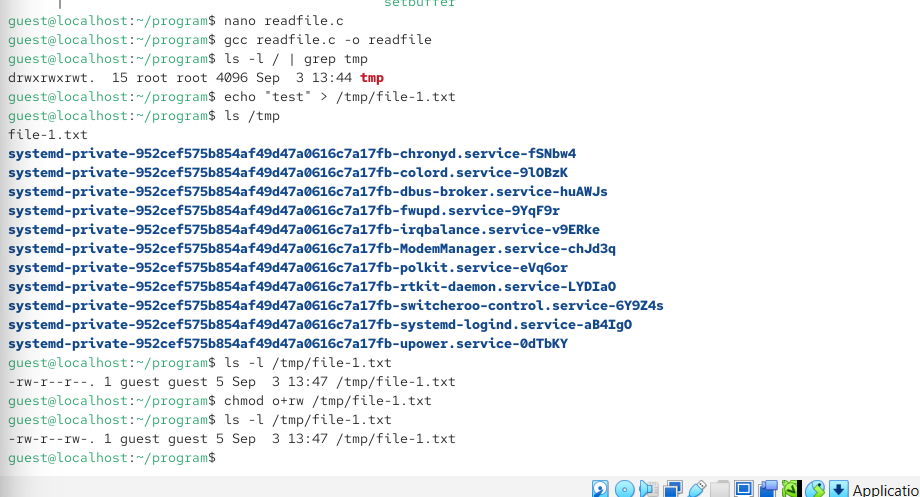 setbuffer
guest@localhost:~/program$ nano readfile.c
guest@localhost:~/program$ gcc readfile.c -o readfile
guest@localhost:~/program$ ls -l / | grep tmp
drwxrwxrwt.  15 root root 4096 Sep  3 13:44 tmp
guest@localhost:~/program$ echo "test" > /tmp/file-1.txt
guest@localhost:~/program$ ls /tmp
file-1.txt
systemd-private-952cef575b854af49d47a0616c7a17fb-chronyd.service-fSNbw4
systemd-private-952cef575b854af49d47a0616c7a17fb-colord.service-9lOBzK
systemd-private-952cef575b854af49d47a0616c7a17fb-dbus-broker.service-huAWJs
systemd-private-952cef575b854af49d47a0616c7a17fb-fwupd.service-9YqF9r
systemd-private-952cef575b854af49d47a0616c7a17fb-irqbalance.service-v9ERke
systemd-private-952cef575b854af49d47a0616c7a17fb-ModemManager.service-chJd3q
systemd-private-952cef575b854af49d47a0616c7a17fb-polkit.service-eVq6or
systemd-private-952cef575b854af49d47a0616c7a17fb-rtkit-daemon.service-LYDIaO
systemd-private-952cef575b854af49d47a0616c7a17fb-switcheroo-control.service-6Y9Z4s
systemd-private-952cef575b854af49d47a0616c7a17fb-systemd-logind.service-aB4IgO
systemd-private-952cef575b854af49d47a0616c7a17fb-upower.service-0dTbKY
guest@localhost:~/program$ ls -l /tmp/file-1.txt
-rw-r--r--. 1 guest guest 5 Sep  3 13:47 /tmp/file-1.txt
guest@localhost:~/program$ chmod o+rw /tmp/file-1.txt
guest@localhost:~/program$ ls -l /tmp/file-1.txt
-rw-r--rw-. 1 guest guest 5 Sep  3 13:47 /tmp/file-1.txt
guest@localhost:~/program$
Applicatio